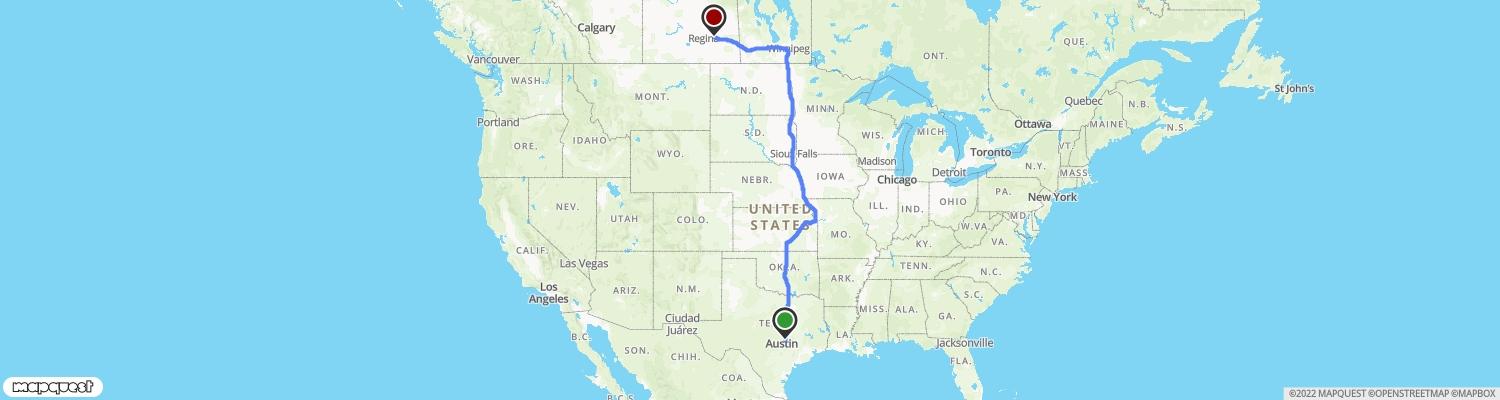 Calgary
Regina
Winnipeg
ONT.
QUE.
Vancouver
WASH.
MONT.
N.D.
MINN.
St John's
Quebec
N.B.
Portland
ORE.
IDAHO
S.D.
WIS.
MICH.
Ottawa
MAINE
N.S.
WYO.
Sioux Falls
Madison
Toronto
VT.
NEBR.
IOWA
Chicago
Detroit
N.Y.
MASS.
NEV.
UTAH
COLO.
UNITED
STATES
ILL.
IND.
OHIO
PA.
New York
MD.
CALIF.
MO.
KY.
W.VA.
VA.
Las Vegas
Los
Angeles
ARIZ.
N.M.
OKLA.
ARK.
TENN.
N.C.
Ciudad
Juárez
MISS.
ALA.
GA.
S.C.
B.C.
SON.
CHIH.
Austin
LA.
Jacksonville
FLA.
COA.
B.C.S.
mapquest
©2022 MAPQUEST ©OPENSTREETMAP ©MAPBOX